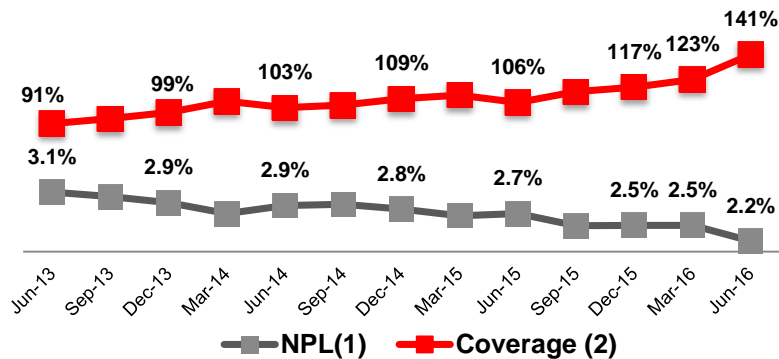 141%
123%
117%
109%
106%
103%
99%
91%
3.1%
2.9%
2.9%
2.8%
2.7%
2.5%
2.5%
2.2%
Jun-13
Sep-13
Dec-13
Mar-14
Jun-14
Sep-14
Dec-14
Mar-15
Jun-15
Sep-15
Dec-15
Mar-16
Jun-16
NPL(1)
Coverage (2)